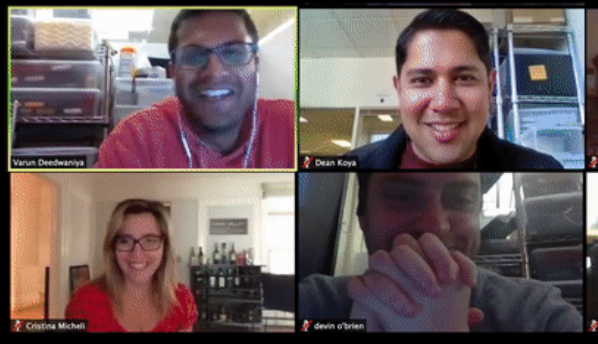 Varun Deedwaniya
Dean Koya
Cristina Micheli
devin o'brien